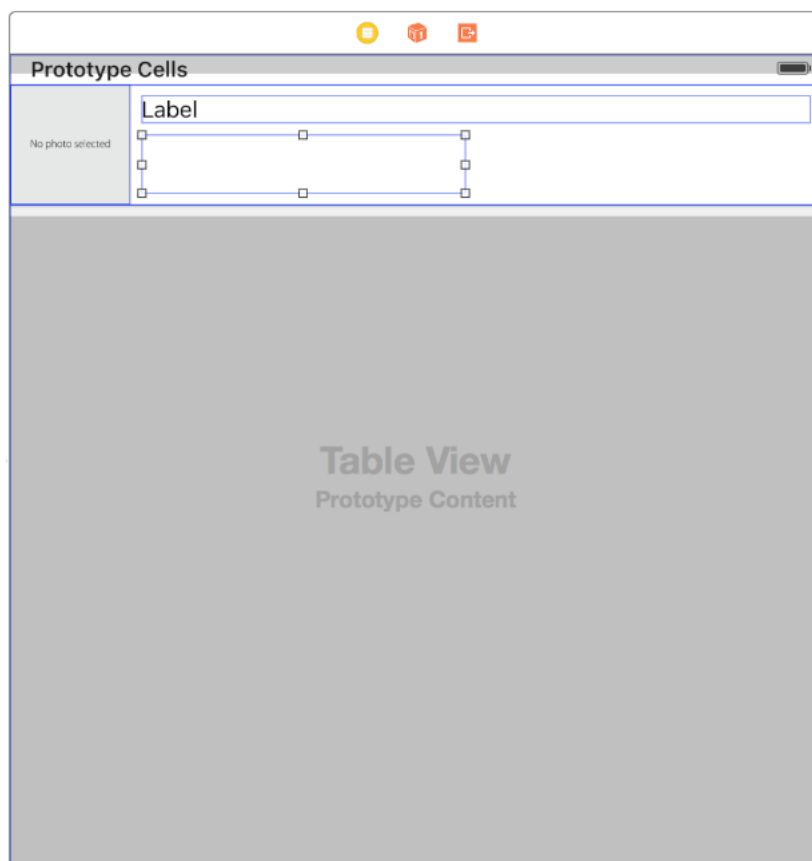 Prototype Cells
Label
No photo selected
Table View
Prototype Content